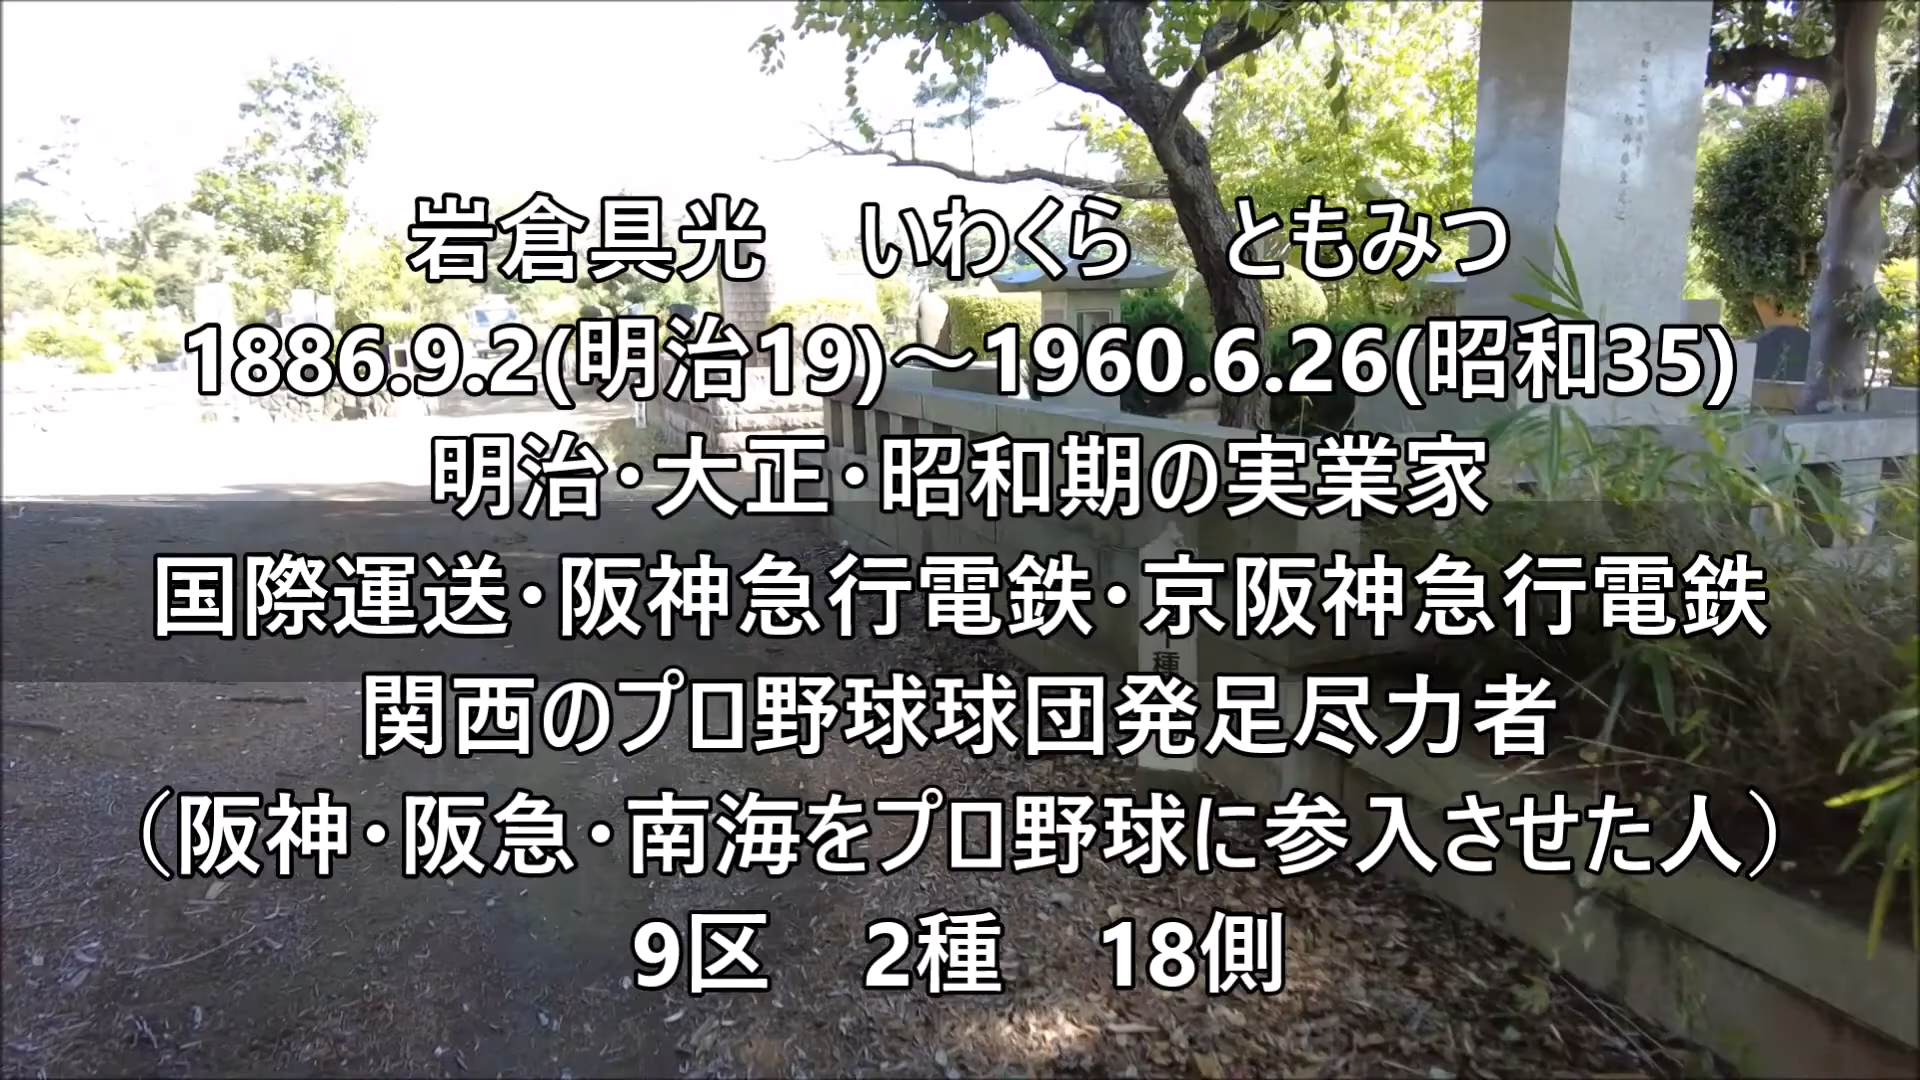 岩倉具光　いわくら　ともみつ
1886.9.2(明治19)～1960.6.26(昭和35)
明治・大正・昭和期の実業家
国際運送・阪神急行電鉄・京阪神急行電鉄
関西のプロ野球球団発足尽力者
（阪神・阪急・南海をプロ野球に参入させた人）
9区　2種　18側
種